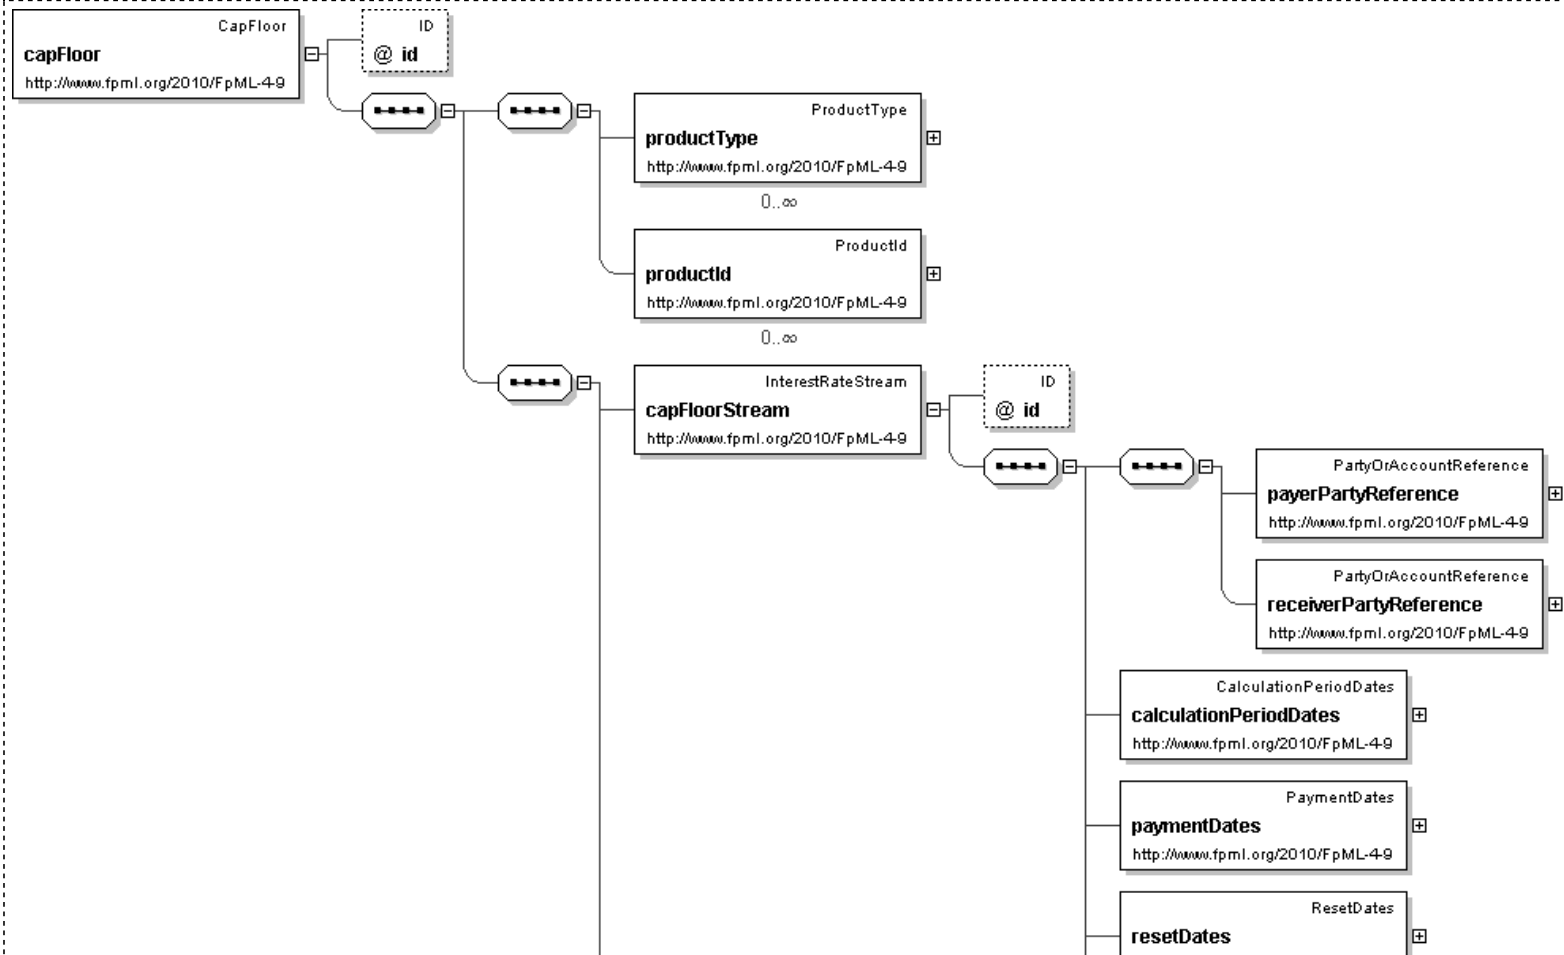 CapFloor
capFloor
http://www.fpml.org/2010/FpML-4-9
ID
@ id
ProductType
productType
http://www.fpml.org/2010/FpML-4-9
0..∞
ProductId
productId
http://www.fpml.org/2010/FpML-4-9
0..∞
InterestRateStream
capFloorStream
http://www.fpml.org/2010/FpML-4-9
ID
@ id
PartyOrAccountReference
payerPartyReference
http://www.fpml.org/2010/FpML-4-9
PartyOrAccountReference
receiverPartyReference
http://www.fpml.org/2010/FpML-4-9
CalculationPeriodDates
calculationPeriodDates
http://www.fpml.org/2010/FpML-4-9
PaymentDates
paymentDates
http://www.fpml.org/2010/FpML-4-9
ResetDates
resetDates